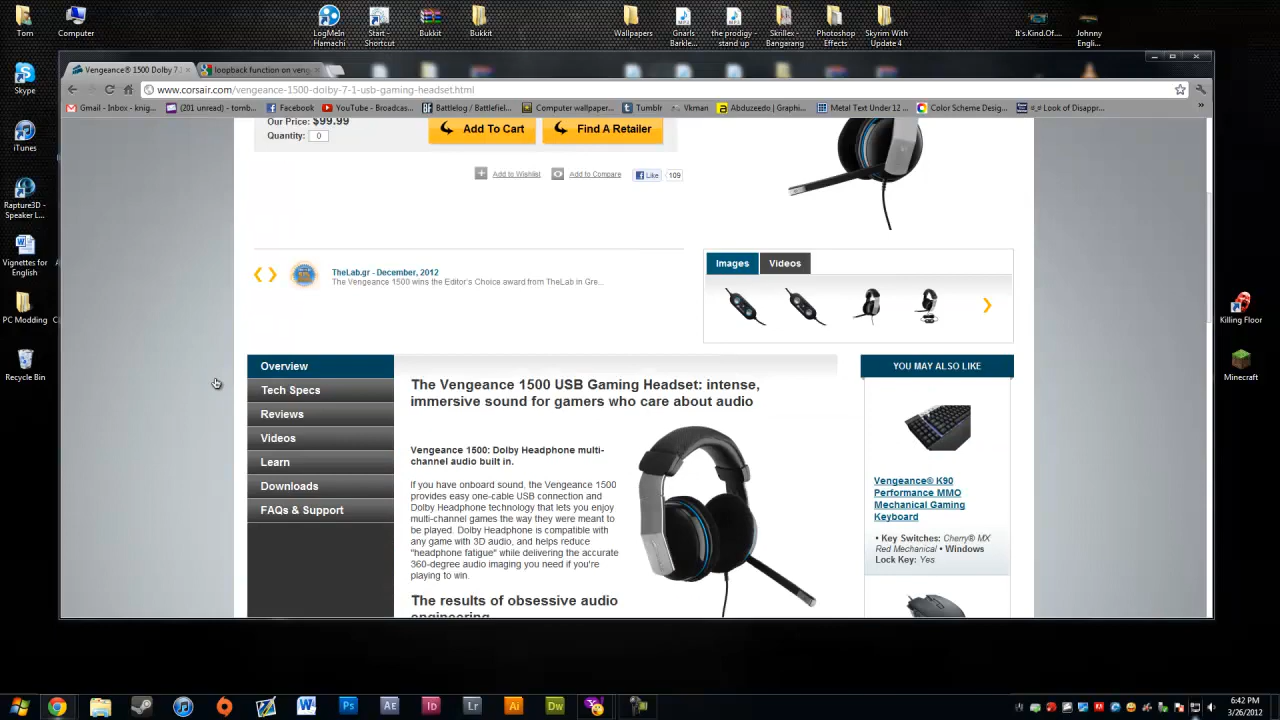 Tom
Computer
LogMeIn
Hamachi
Start -
Shortcut
Bukkit
Bukkit
Wallpapers
Gnarls
Barkle...
the prodigy -
stand up
Skrillex -
Bangarang
Photoshop
Effects
Skyrim With
Update 4
It's.Kind.Of....
Johnny
Engli...
Skype
iTunes
Rapture3D -
Speaker L...
Vignettes for
English
PC Modding
Recycle Bin
Killing Floor
Minecraft
Vengeance® 1500 Dolby 7.1
loopback function on veng
www.corsair.com/vengeance-1500-dolby-7-1-usb-gaming-headset.html
Gmail - Inbox - knig...
(201 unread) - tomb...
Facebook
YouTube - Broadcas...
Battlelog / Battlefiel...
Computer wallpaper...
Tumblr
Vkman
Abduzeedo | Graphi...
Metal Text Under 12 ...
Color Scheme Desig...
ಠ_ಠ Look of Disappr...
Our Price: $99.99
Quantity: 0
Add To Cart
Find A Retailer
Add to Wishlist
Add to Compare
Like
109
TheLab.gr - December, 2012
The Vengeance 1500 wins the Editor's Choice award from TheLab in Gre...
Images
Videos
Overview
Tech Specs
Reviews
Videos
Learn
Downloads
FAQs & Support
The Vengeance 1500 USB Gaming Headset: intense,
immersive sound for gamers who care about audio
Vengeance 1500: Dolby Headphone multi-
channel audio built in.
If you have onboard sound, the Vengeance 1500
provides easy one-cable USB connection and
Dolby Headphone technology that lets you enjoy
multi-channel games the way they were meant to
be played. Dolby Headphone is compatible with
any game with 3D audio, and helps reduce
"headphone fatigue" while delivering the accurate
360-degree audio imaging you need if you're
playing to win.
The results of obsessive audio
engineering
YOU MAY ALSO LIKE
Vengeance® K90
Performance MMO
Mechanical Gaming
Keyboard
• Key Switches: Cherry® MX
Red Mechanical • Windows
Lock Key: Yes
Ps
AE
Id
Lr
Ai
Dw
6:42 PM
3/26/2012